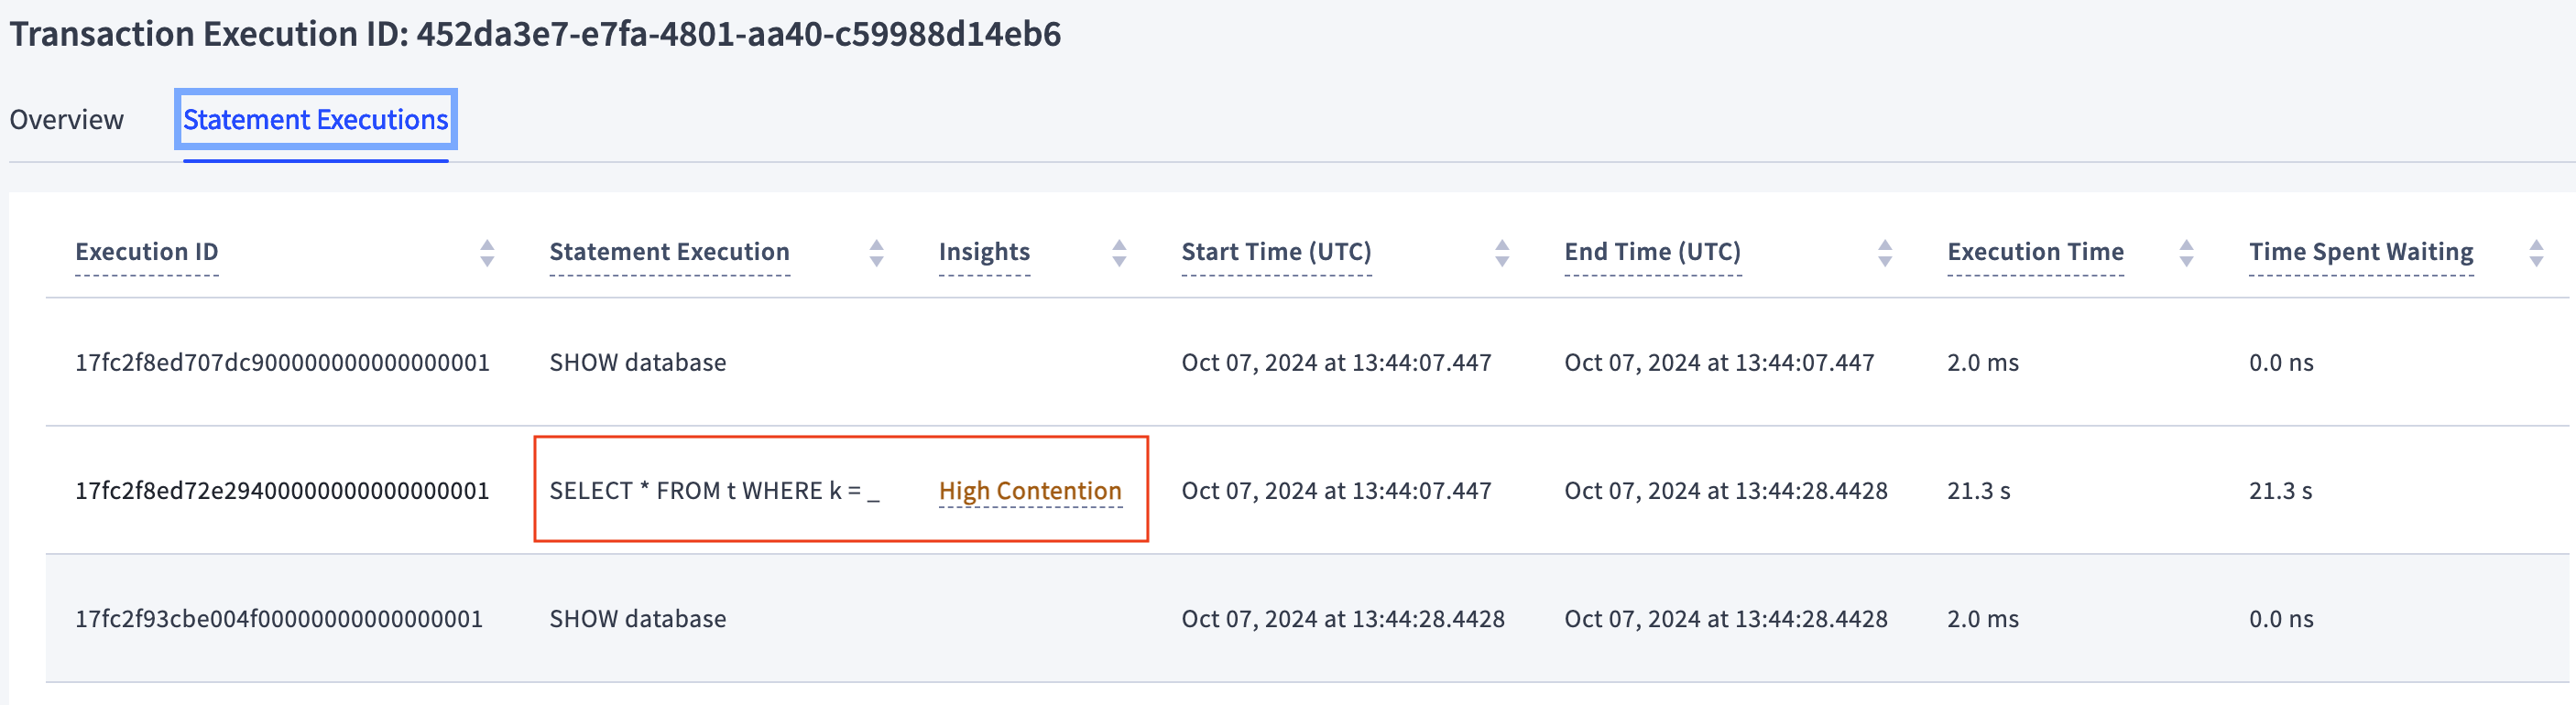 Transaction Execution ID: 452da3e7-e7fa-4801-aa40-c59988d14eb6
Overview Statement Executions
Execution ID Statement Execution Insights Start Time (UTC) End Time (UTC) Execution Time Time Spent Waiting
17fc2f8ed707dc900000000000000001 SHOW database Oct 07, 2024 at 13:44:07.447 Oct 07, 2024 at 13:44:07.447 2.0 ms 0.0 ns
17fc2f8ed72e29400000000000000001 SELECT * FROM t WHERE k = _ High Contention Oct 07, 2024 at 13:44:07.447 Oct 07, 2024 at 13:44:28.4428 21.3 s 21.3 s
17fc2f93cbe004f00000000000000001 SHOW database Oct 07, 2024 at 13:44:28.4428 Oct 07, 2024 at 13:44:28.4428 2.0 ms 0.0 ns